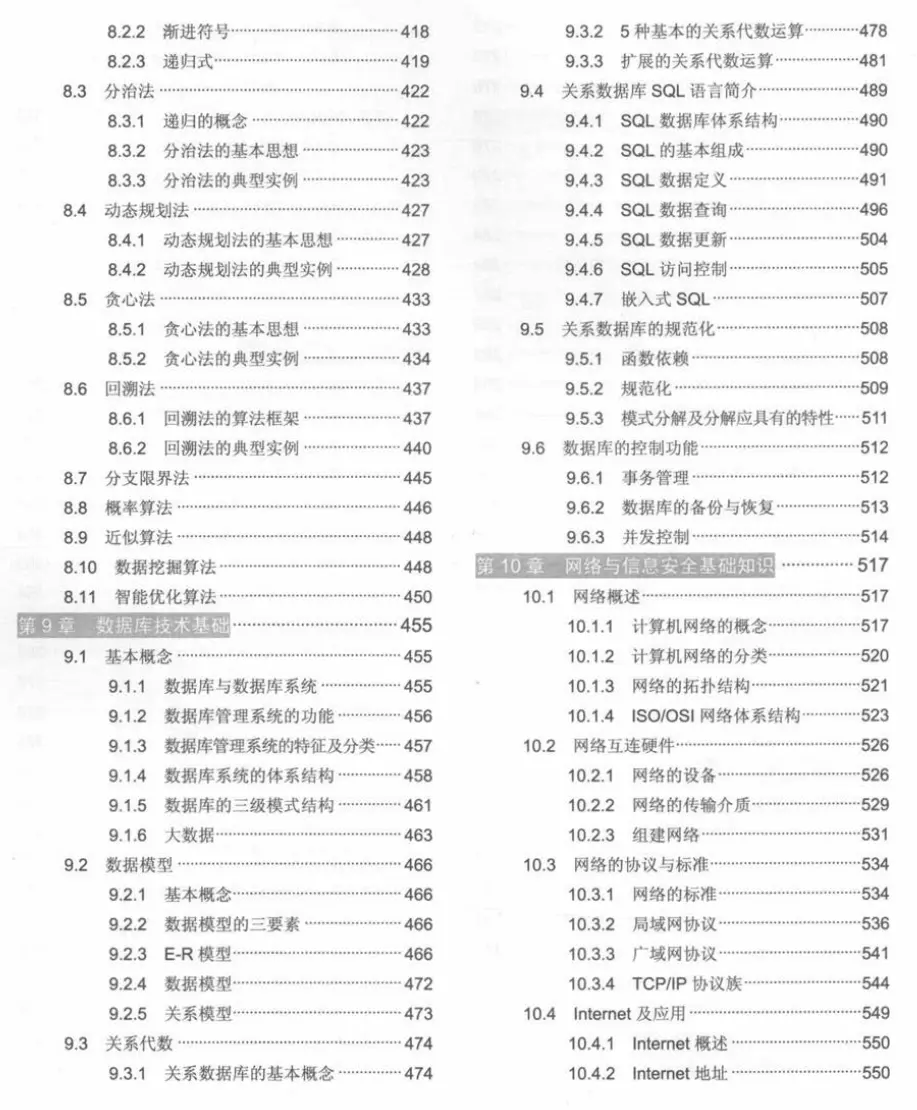 8.2.2 渐进符号 418
8.2.3 递归式 419
8.3 分治法 422
8.3.1 递归的概念 422
8.3.2 分治法的基本思想 423
8.3.3 分治法的典型实例 423
8.4 动态规划法 427
8.4.1 动态规划法的基本思想 427
8.4.2 动态规划法的典型实例 428
8.5 贪心法 433
8.5.1 贪心法的基本思想 433
8.5.2 贪心法的典型实例 434
8.6 回溯法 437
8.6.1 回溯法的算法框架 437
8.6.2 回溯法的典型实例 440
8.7 分支限界法 445
8.8 概率算法 446
8.9 近似算法 448
8.10 数据挖掘算法 448
8.11 智能优化算法 450
第 9 章 数据库技术基础 455
9.1 基本概念 455
9.1.1 数据库与数据库系统 455
9.1.2 数据库管理系统的功能 456
9.1.3 数据库管理系统的特征及分类 457
9.1.4 数据库系统的体系结构 458
9.1.5 数据库的三级模式结构 461
9.1.6 大数据 463
9.2 数据模型 466
9.2.1 基本概念 466
9.2.2 数据模型的三要素 466
9.2.3 E-R 模型 466
9.2.4 数据模型 472
9.2.5 关系模型 473
9.3 关系代数 474
9.3.1 关系数据库的基本概念 474
9.3.2 5 种基本的关系代数运算 478
9.3.3 扩展的关系代数运算 481
9.4 关系数据库 SQL 语言简介 489
9.4.1 SQL 数据库体系结构 490
9.4.2 SQL 的基本组成 490
9.4.3 SQL 数据定义 491
9.4.4 SQL 数据查询 496
9.4.5 SQL 数据更新 504
9.4.6 SQL 访问控制 505
9.4.7 嵌入式 SQL 507
9.5 关系数据库的规范化 508
9.5.1 函数依赖 508
9.5.2 规范化 509
9.5.3 模式分解及分解应具有的特性 511
9.6 数据库的控制功能 512
9.6.1 事务管理 512
9.6.2 数据库的备份与恢复 513
9.6.3 并发控制 514
第 10 章 网络与信息安全基础知识 517
10.1 网络概述 517
10.1.1 计算机网络的概念 517
10.1.2 计算机网络的分类 520
10.1.3 网络的拓扑结构 521
10.1.4 ISO/OSI 网络体系结构 523
10.2 网络互连硬件 526
10.2.1 网络的设备 526
10.2.2 网络的传输介质 529
10.2.3 组建网络 531
10.3 网络的协议与标准 534
10.3.1 网络的标准 534
10.3.2 局域网协议 536
10.3.3 广域网协议 541
10.3.4 TCP/IP 协议族 544
10.4 Internet 及应用 549
10.4.1 Internet 概述 550
10.4.2 Internet 地址 550